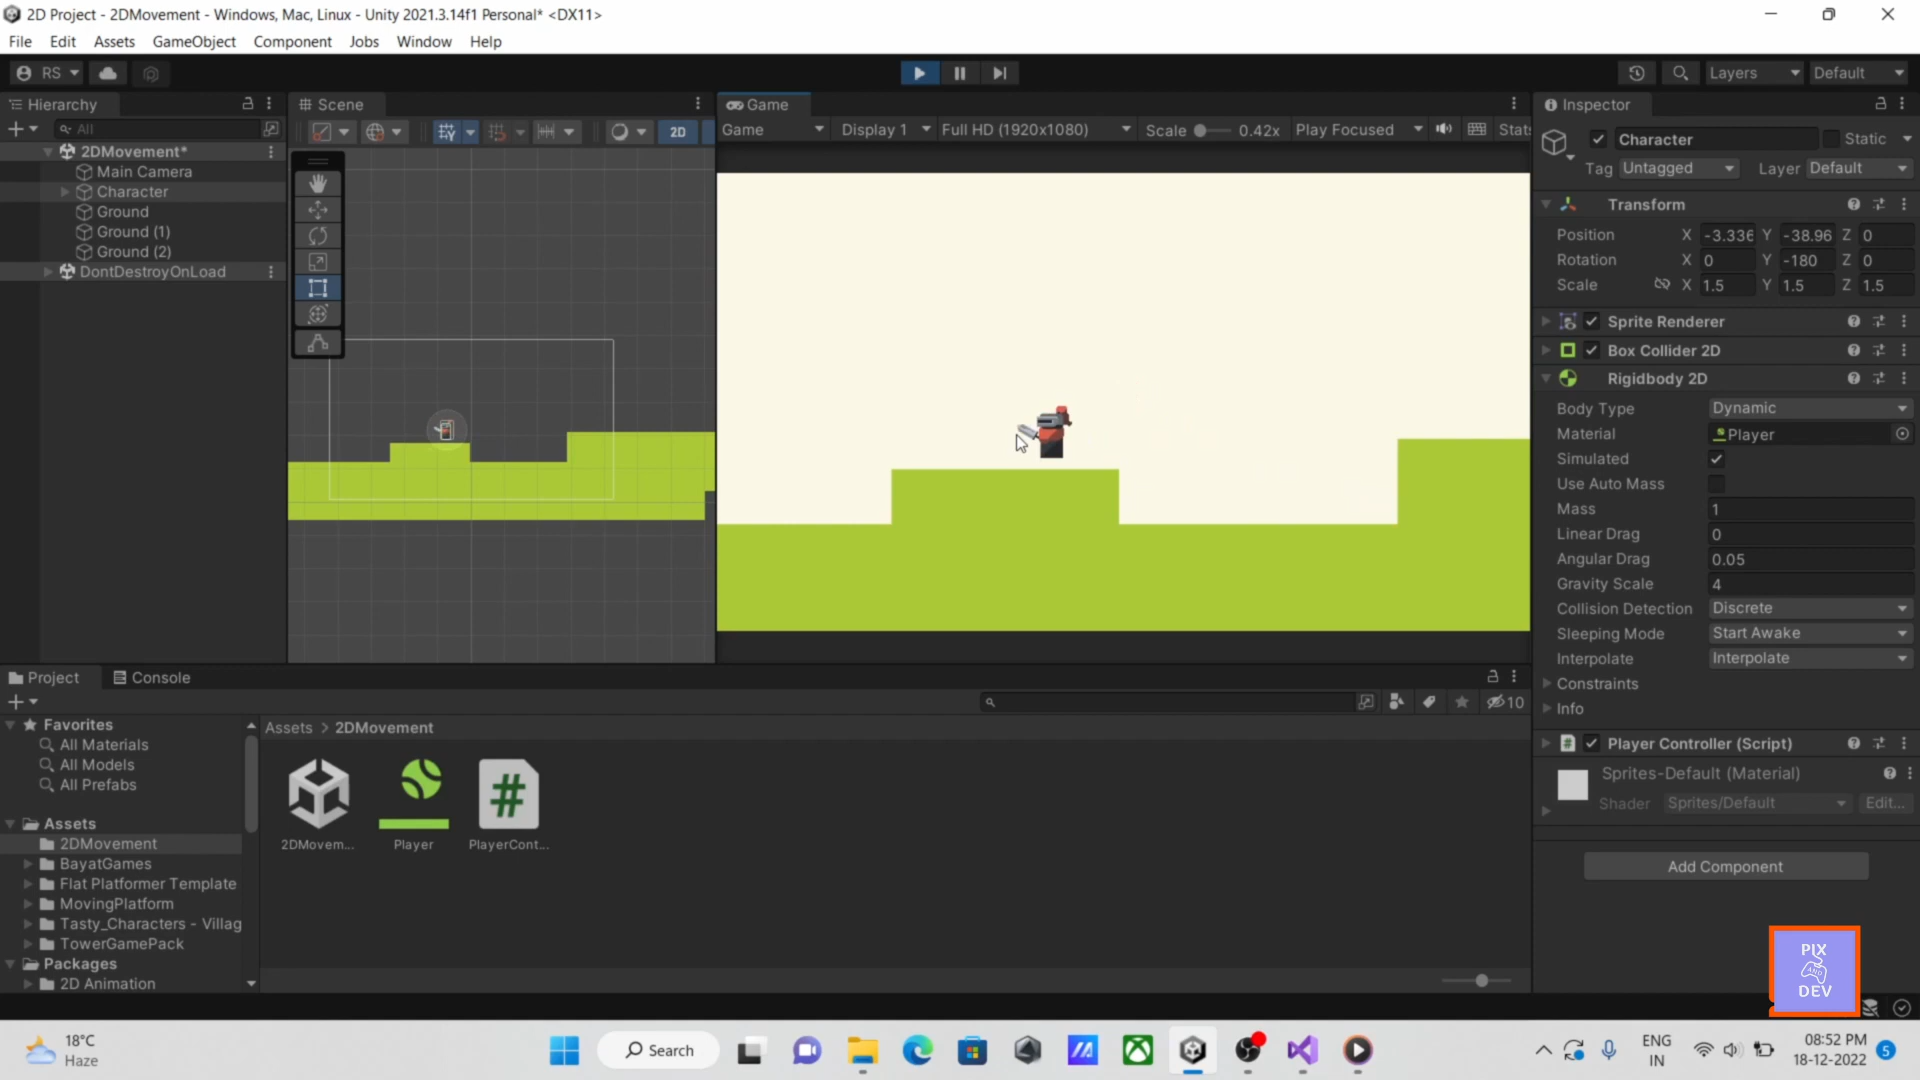 2D Project - 2DMovement - Windows, Mac, Linux - Unity 2021.3.14f1 Personal* <DX11>
File Edit Assets GameObject Component Jobs Window Help
RS
Layers Default
Hierarchy
All
2DMovement*
Main Camera
Character
Ground
Ground (1)
Ground (2)
DontDestroyOnLoad
Scene
2D
Game
Game Display 1 Full HD (1920x1080) Scale 0.42x Play Focused Stats
Inspector
Character Static
Tag Untagged Layer Default
Transform
Position X -3.336 Y -38.96 Z 0
Rotation X 0 Y -180 Z 0
Scale X 1.5 Y 1.5 Z 1.5
Sprite Renderer
Box Collider 2D
Rigidbody 2D
Body Type Dynamic
Material Player
Simulated
Use Auto Mass
Mass 1
Linear Drag 0
Angular Drag 0.05
Gravity Scale 4
Collision Detection Discrete
Sleeping Mode Start Awake
Interpolate Interpolate
Constraints
Info
Player Controller (Script)
Sprites-Default (Material)
Shader Sprites/Default Edit...
Add Component
Project Console
10
Favorites
All Materials
All Models
All Prefabs
Assets
2DMovement
BayatGames
Flat Platformer Template
MovingPlatform
Tasty_Characters - Villag
TowerGamePack
Packages
2D Animation
Assets > 2DMovement
2DMovem... Player PlayerCont...
PIX
AND
DEV
18°C
Haze
Search
ENG
IN
08:52 PM
18-12-2022
5